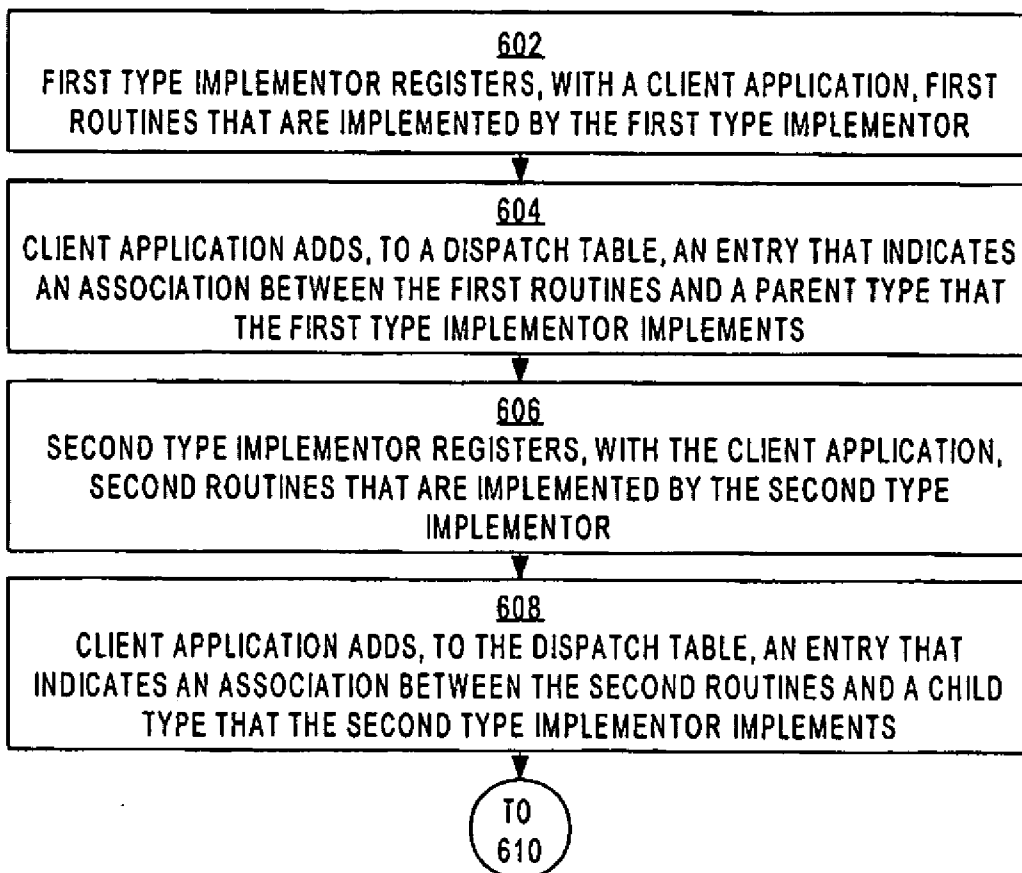 602
FIRST TYPE IMPLEMENTOR REGISTERS, WITH A CLIENT APPLICATION, FIRST
ROUTINES THAT ARE IMPLEMENTED BY THE FIRST TYPE IMPLEMENTOR
604
CLIENT APPLICATION ADDS, TO A DISPATCH TABLE, AN ENTRY THAT INDICATES
AN ASSOCIATION BETWEEN THE FIRST ROUTINES AND A PARENT TYPE THAT
THE FIRST TYPE IMPLEMENTOR IMPLEMENTS
606
SECOND TYPE IMPLEMENTOR REGISTERS, WITH THE CLIENT APPLICATION,
SECOND ROUTINES THAT ARE IMPLEMENTED BY THE SECOND TYPE
IMPLEMENTOR
608
CLIENT APPLICATION ADDS, TO THE DISPATCH TABLE, AN ENTRY THAT
INDICATES AN ASSOCIATION BETWEEN THE SECOND ROUTINES AND A CHILD
TYPE THAT THE SECOND TYPE IMPLEMENTOR IMPLEMENTS
TO
610